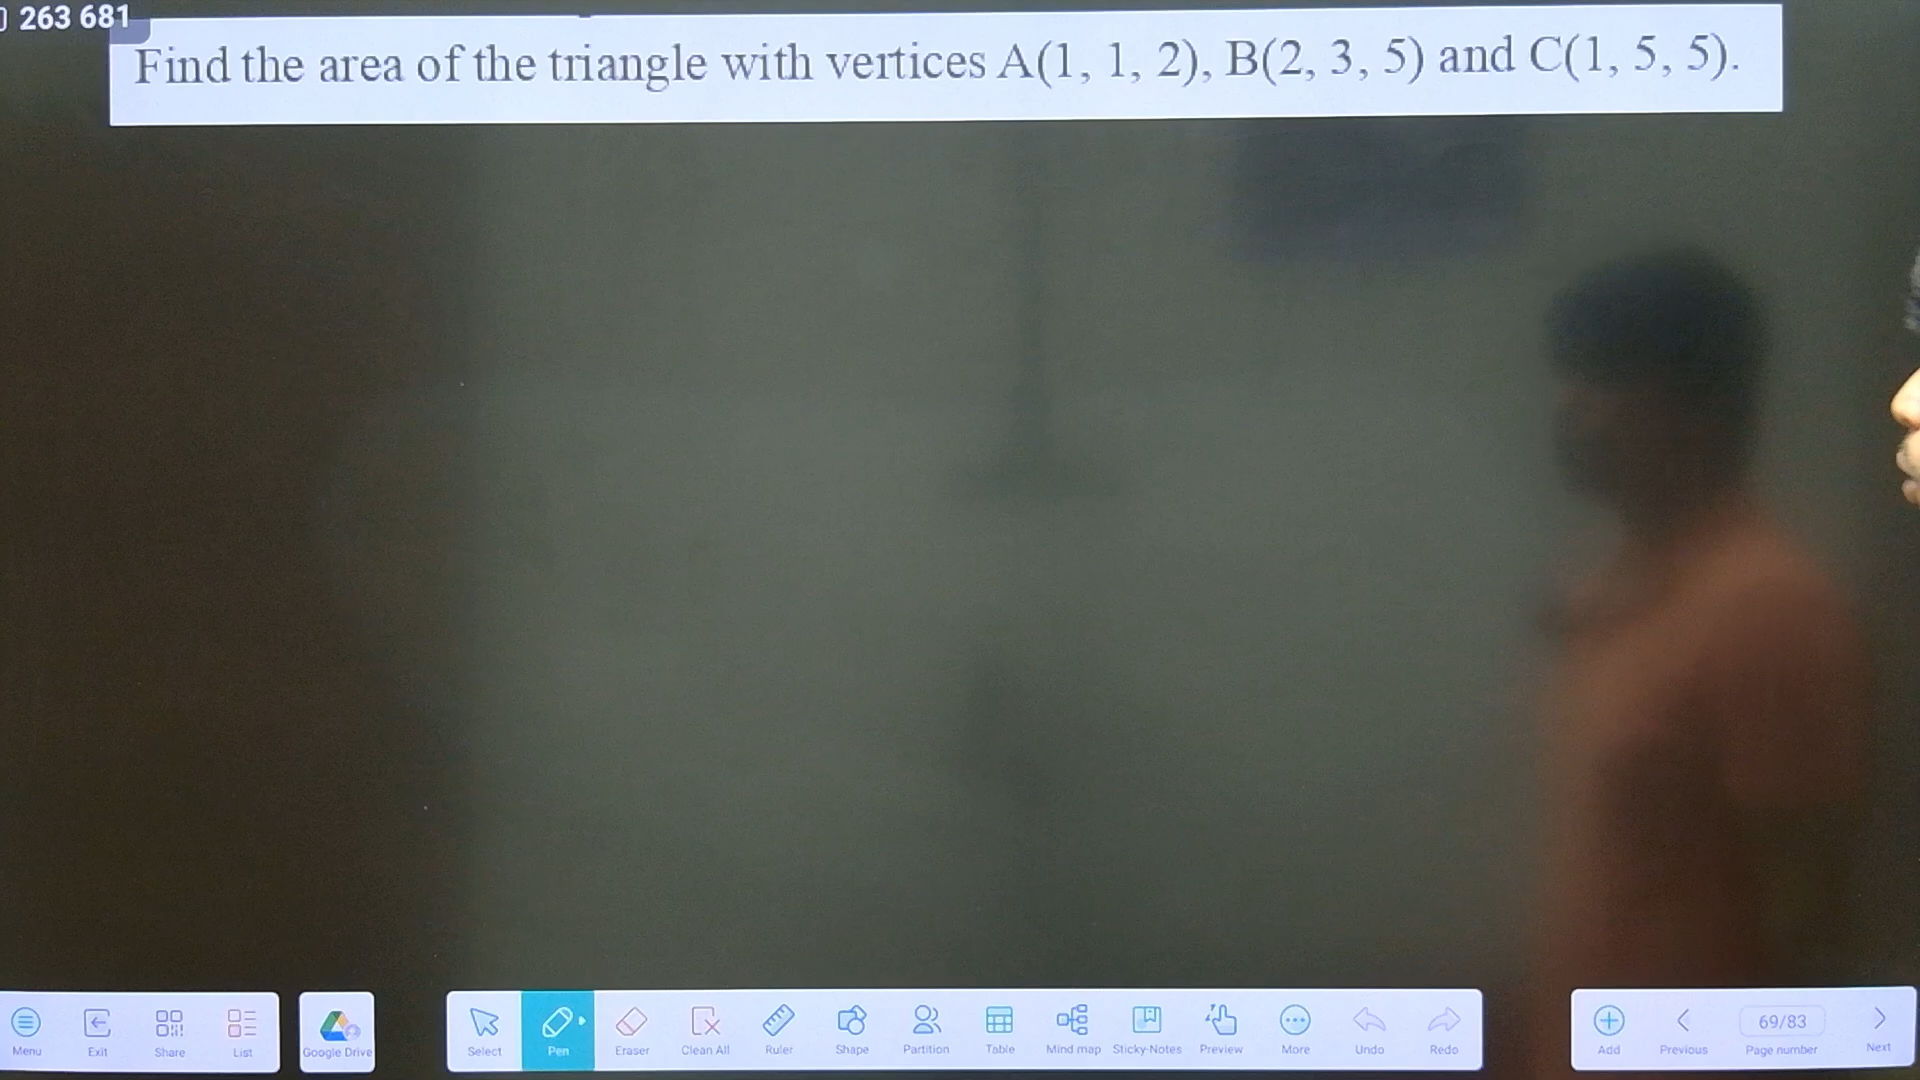 263 681
Find the area of the triangle with vertices A(1, 1, 2), B(2, 3, 5) and C(1, 5, 5).
Menu Exit Share List Google Drive Select Pen Eraser Clean All Ruler Shape Partition Table Mind map Sticky Notes Preview More Undo Redo Add Previous 69/83 Page number Next